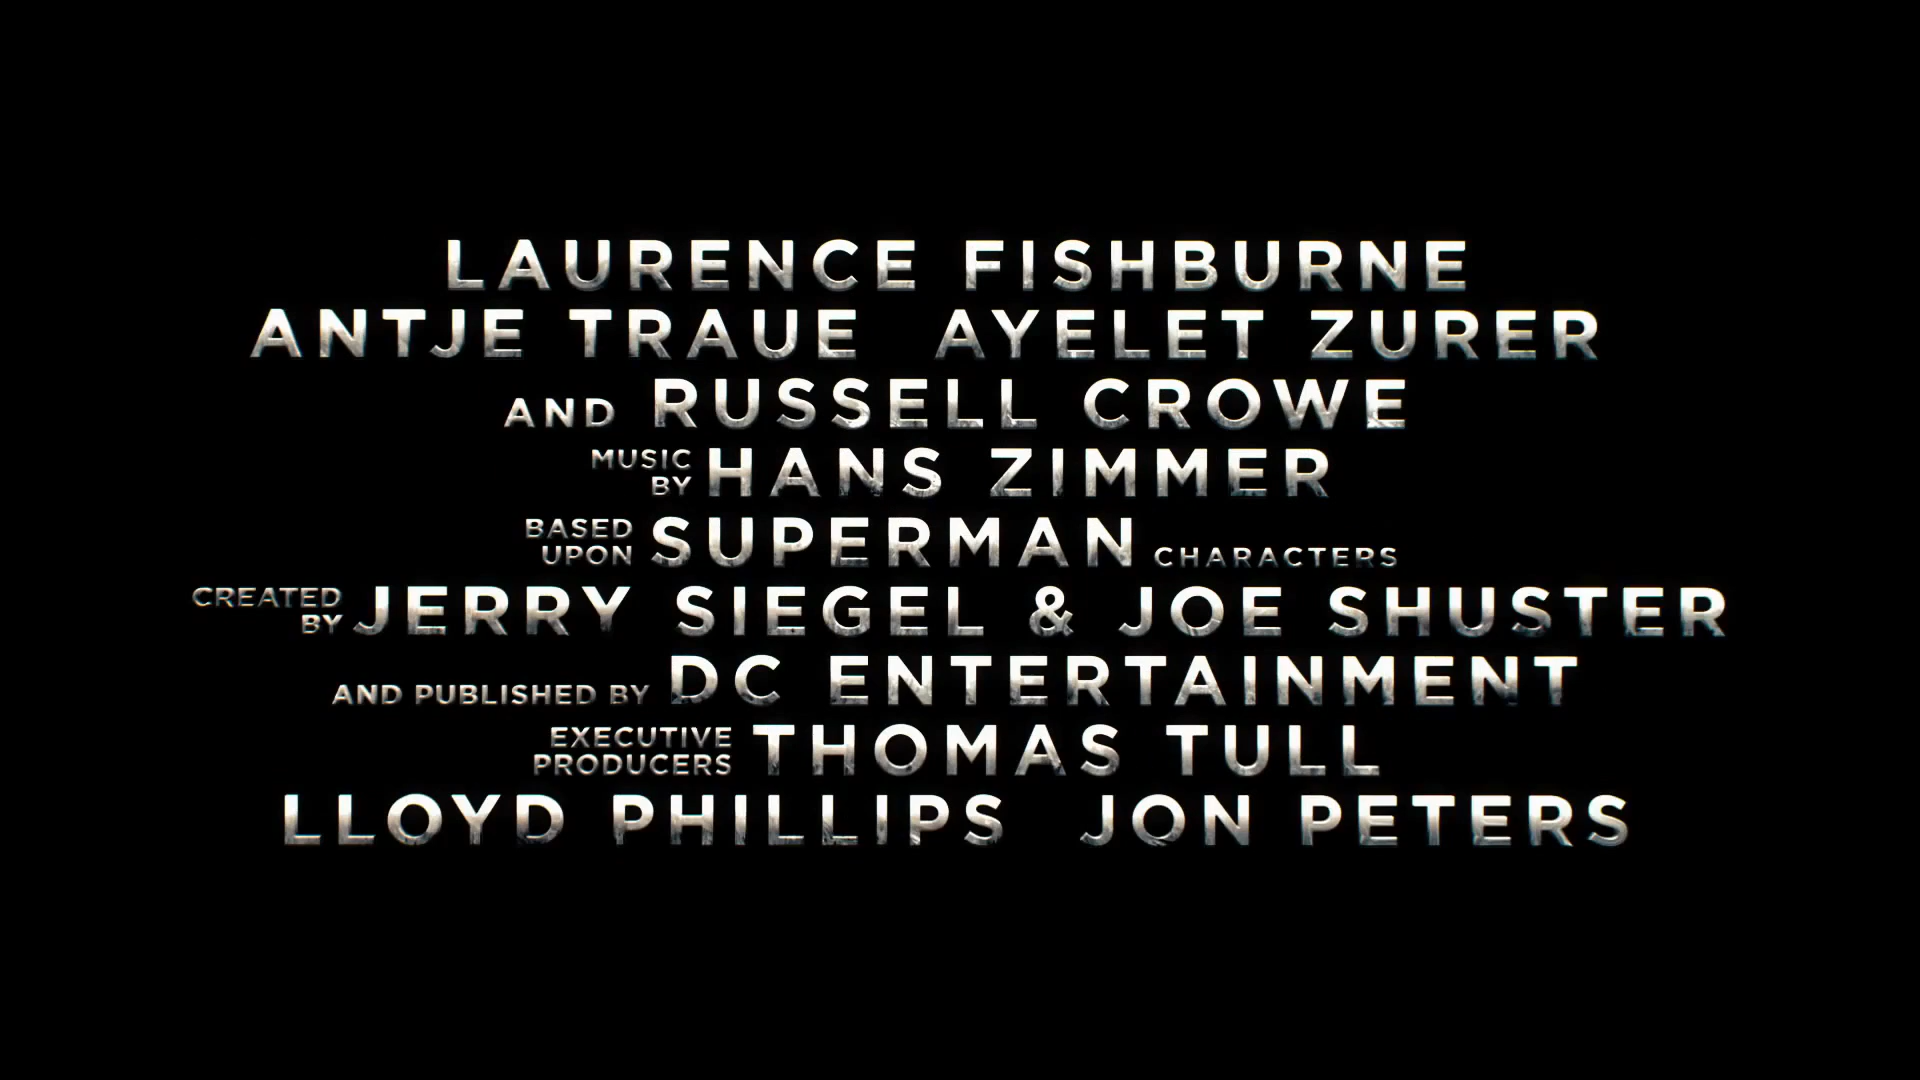 LAURENCE FISHBURNE
ANTJE TRAUE AYELET ZURER
AND RUSSELL CROWE
MUSIC BY HANS ZIMMER
BASED UPON SUPERMAN CHARACTERS
CREATED BY JERRY SIEGEL & JOE SHUSTER
AND PUBLISHED BY DC ENTERTAINMENT
EXECUTIVE PRODUCERS THOMAS TULL
LLOYD PHILLIPS JON PETERS